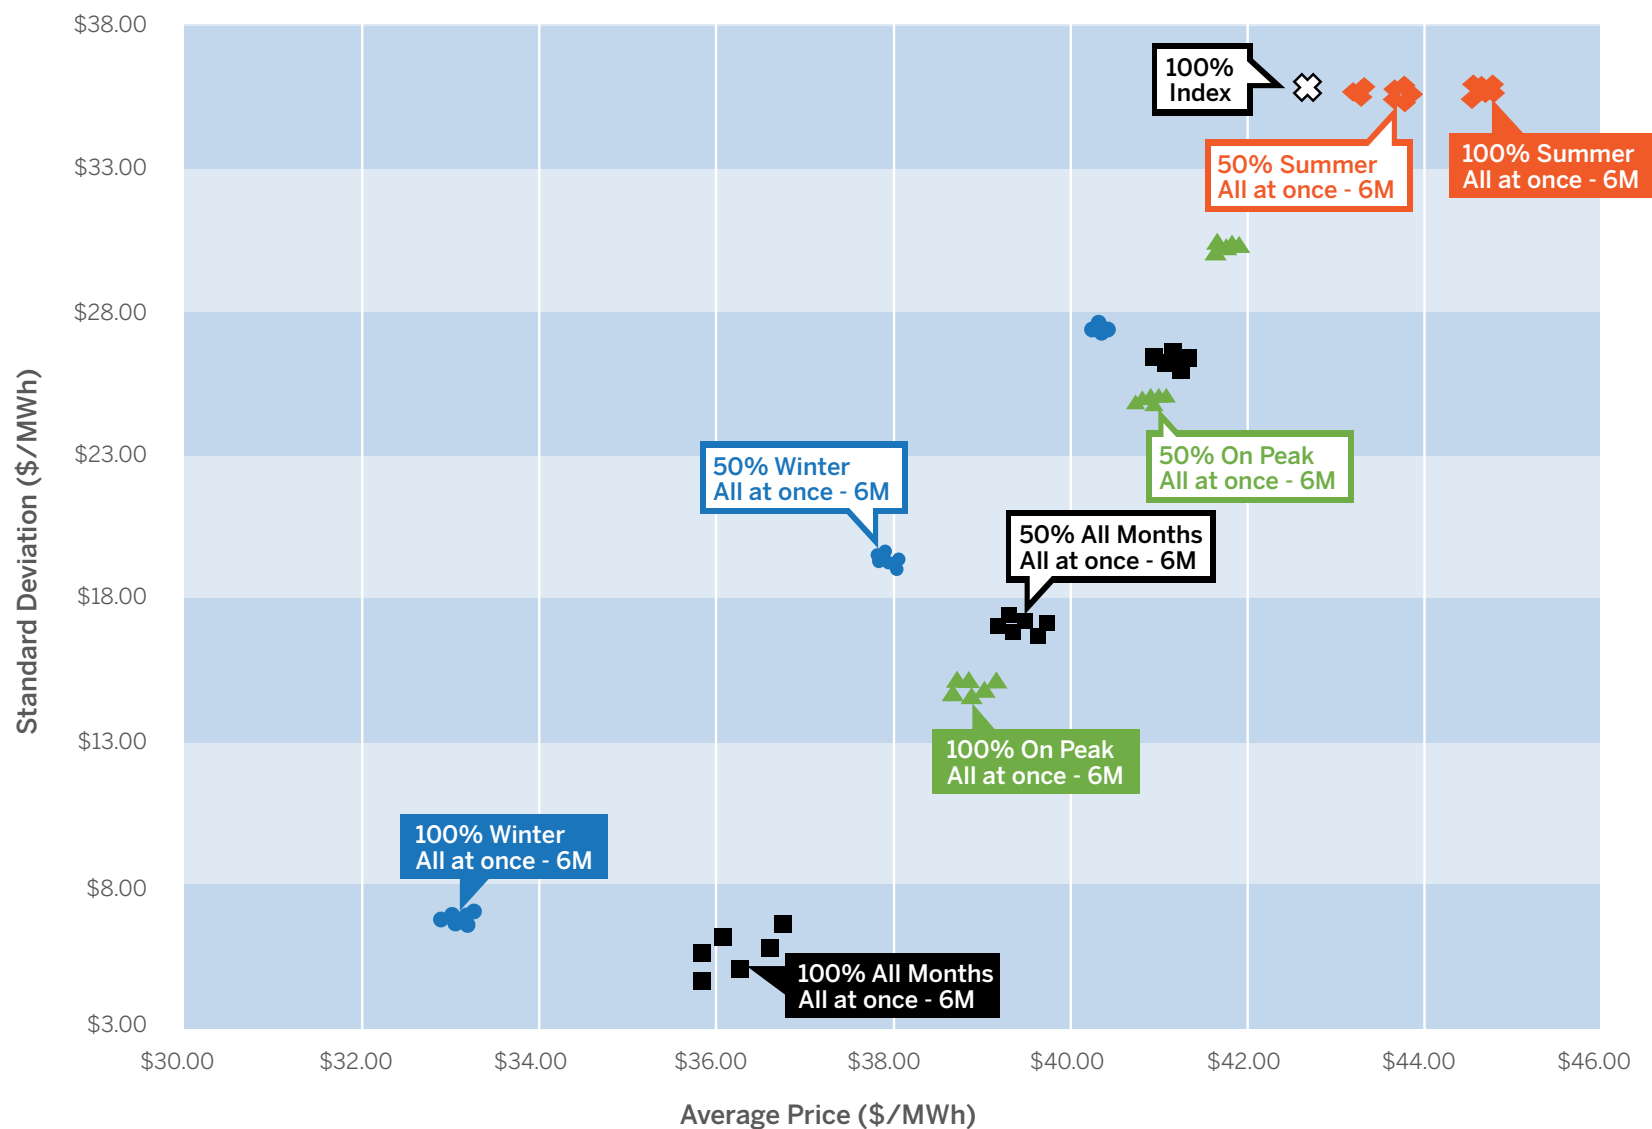 $38.00
$33.00
$28.00
$23.00
$18.00
$13.00
$8.00
$3.00
Standard Deviation ($/MWh)
100%
Index
50% Summer
All at once - 6M
100% Summer
All at once - 6M
50% On Peak
All at once - 6M
50% Winter
All at once - 6M
50% All Months
All at once - 6M
100% On Peak
All at once - 6M
100% Winter
All at once - 6M
100% All Months
All at once - 6M
$30.00 $32.00 $34.00 $36.00 $38.00 $40.00 $42.00 $44.00 $46.00
Average Price ($/MWh)